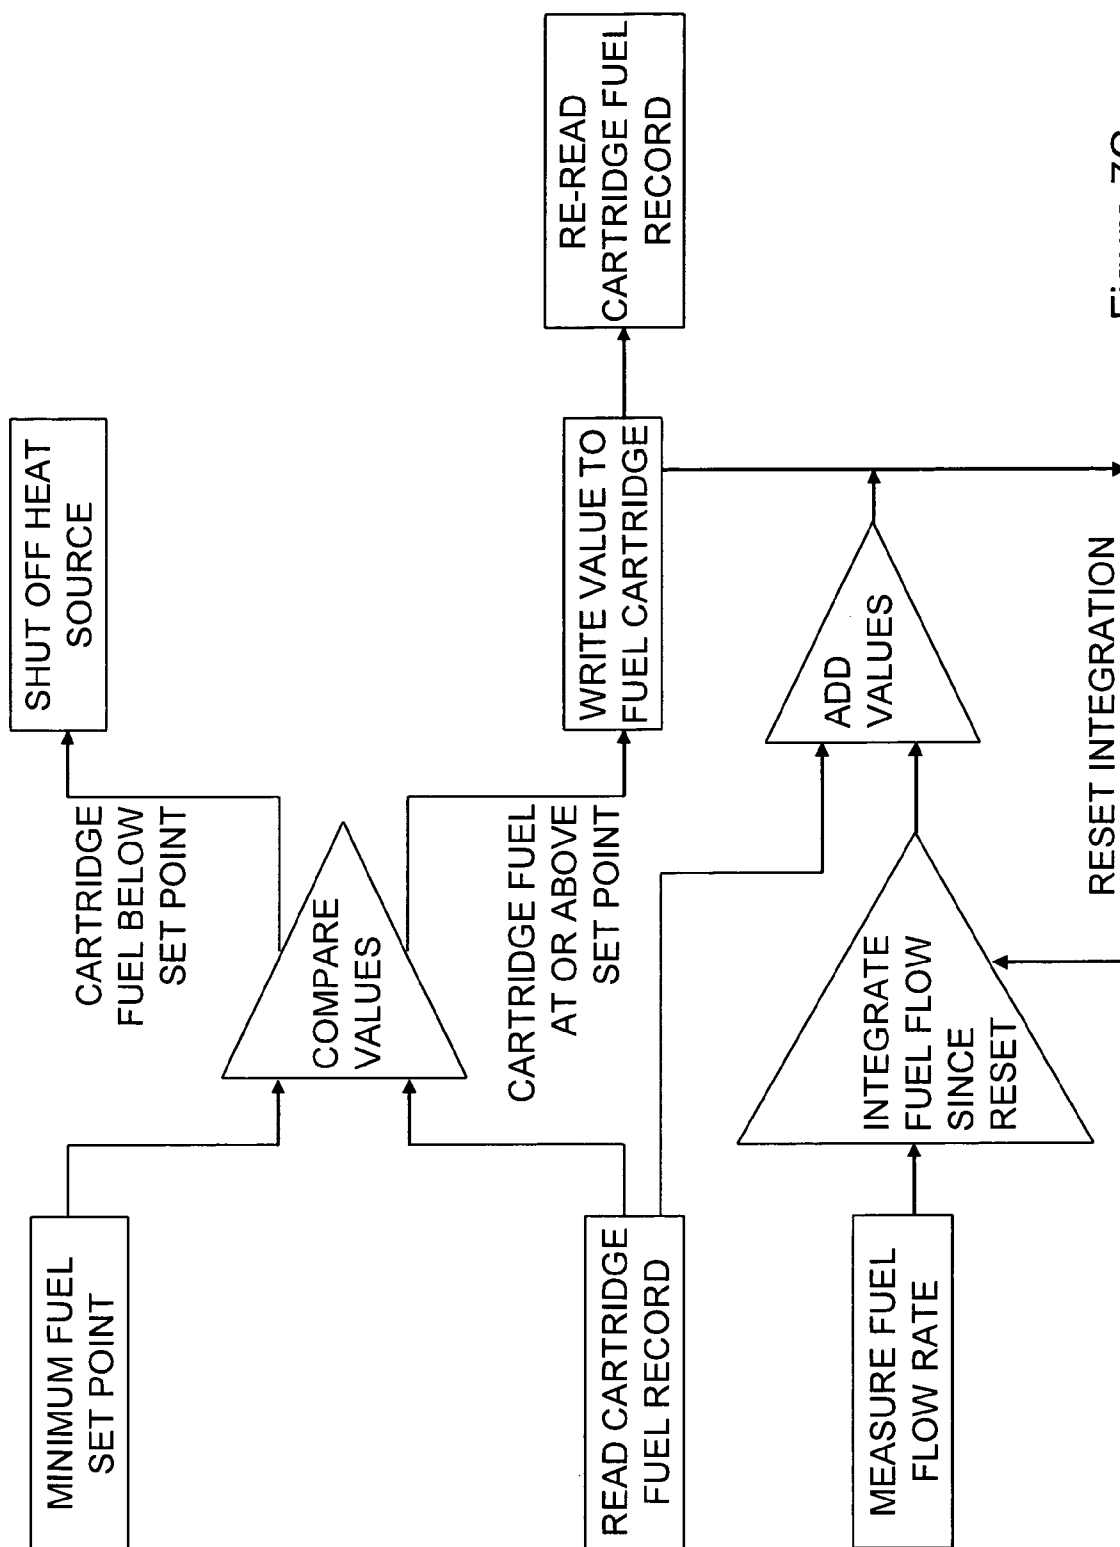 MINIMUM FUEL
SET POINT
CARTRIDGE
FUEL BELOW
SET POINT
SHUT OFF HEAT
SOURCE
COMPARE
VALUES
READ CARTRIDGE
FUEL RECORD
CARTRIDGE FUEL
AT OR ABOVE
SET POINT
WRITE VALUE TO
FUEL CARTRIDGE
RE-READ
CARTRIDGE FUEL
RECORD
MEASURE FUEL
FLOW RATE
INTEGRATE
FUEL FLOW
SINCE
RESET
ADD
VALUES
RESET INTEGRATION
Figure